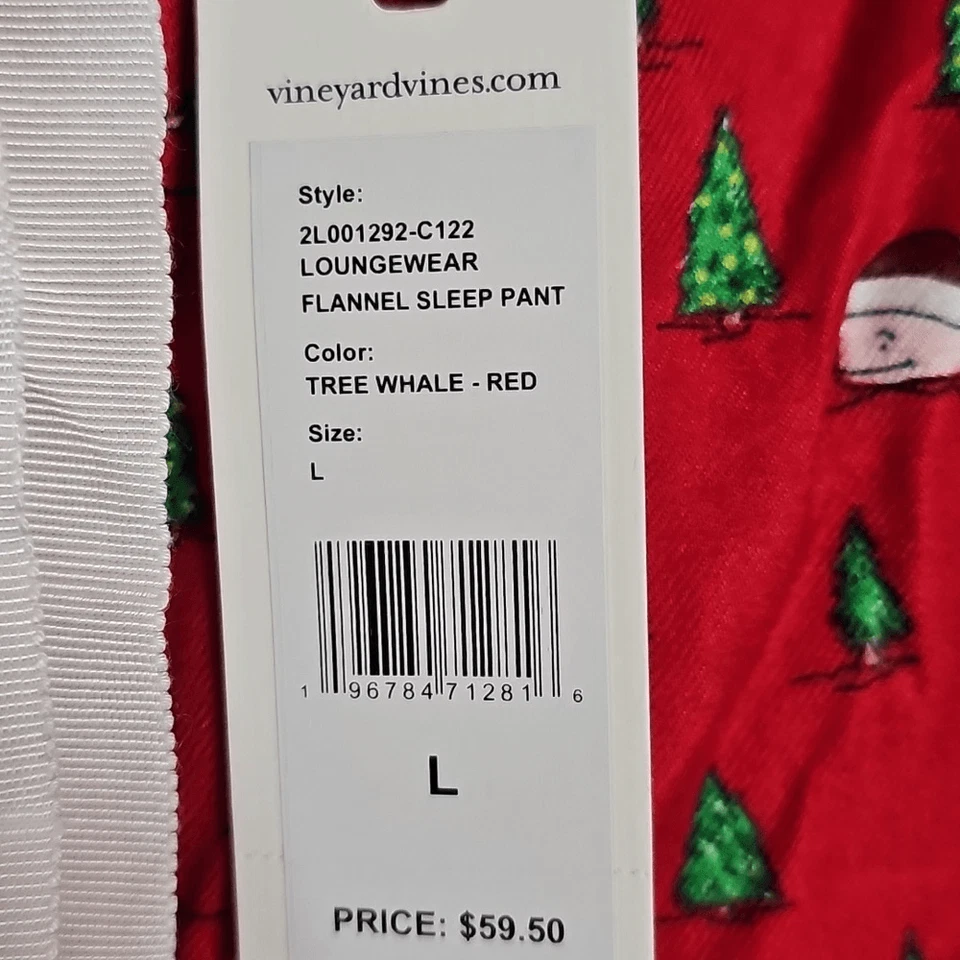 vineyardvines.com
Style:
2L001292-C122
LOUNGEWEAR
FLANNEL SLEEP PANT
Color:
TREE WHALE - RED
Size:
L
1 96784 71281 6
L
PRICE: $59.50